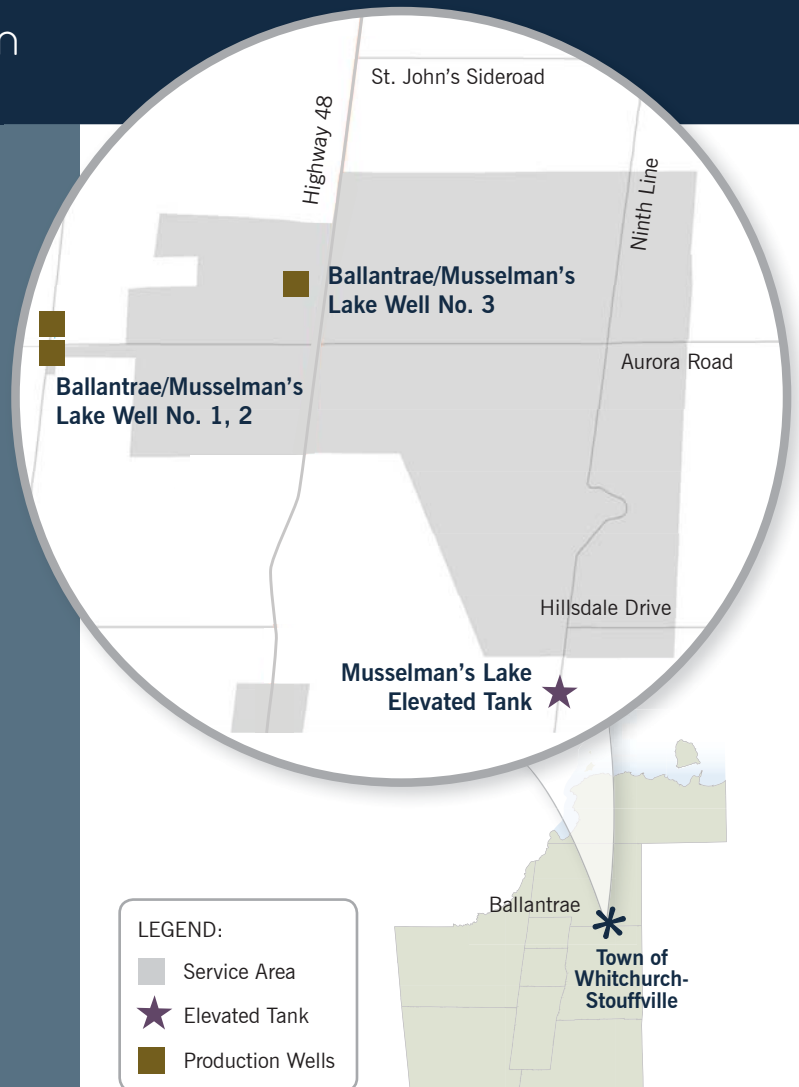 n
St. John's Sideroad
Highway 48
Ninth Line
Ballantrae/Musselman's
Lake Well No. 3
Aurora Road
Ballantrae/Musselman's
Lake Well No. 1, 2
Hillsdale Drive
Musselman's Lake
Elevated Tank
Ballantrae
Town of
Whitchurch-
Stouffville
LEGEND:
Service Area
Elevated Tank
Production Wells